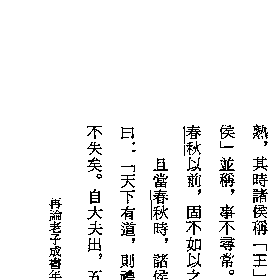 熟，其時諸侯稱「王」
侯」並稱，事不尋常。
春秋以前，固不如以之
且當春秋時，諸侯
曰：「天下有道，則禮
不失矣。自大夫出，五
再論老子成書年